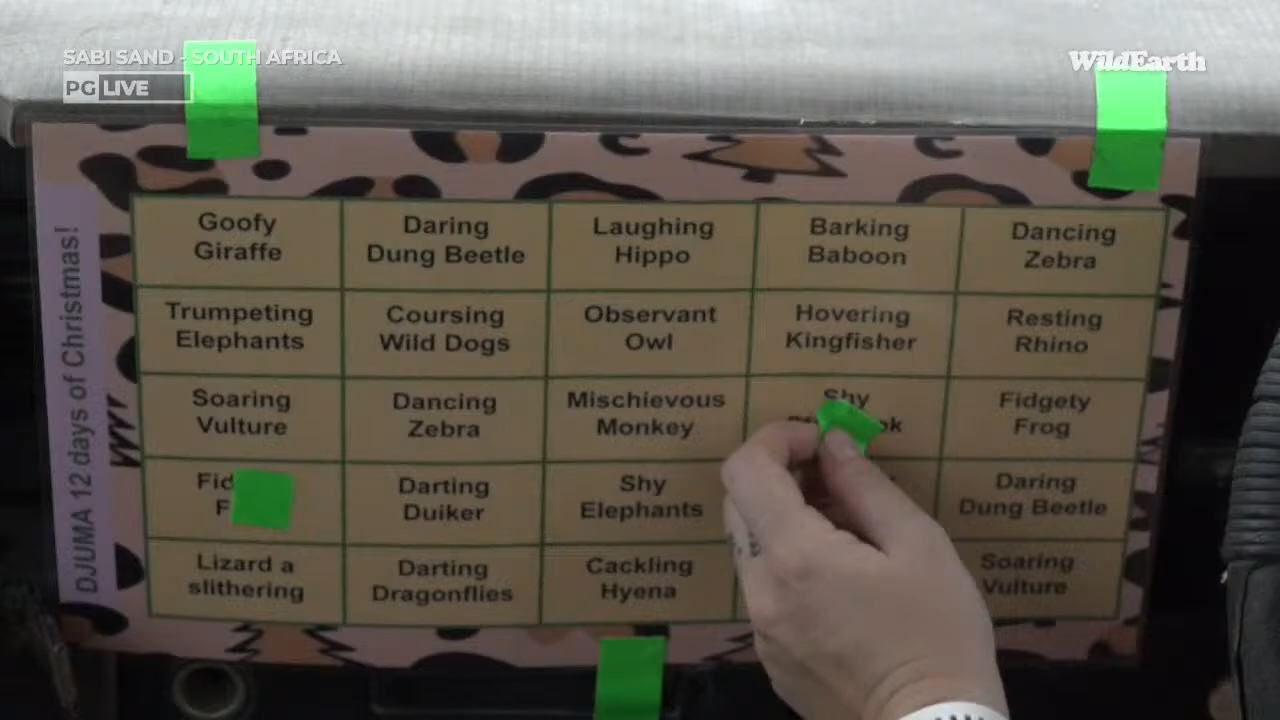 SABI SAND - SOUTH AFRICA
PG LIVE
WildEarth
DJUMA 12 days of Christmas!
Goofy
Giraffe
Daring
Dung Beetle
Laughing
Hippo
Barking
Baboon
Dancing
Zebra
Trumpeting
Elephants
Coursing
Wild Dogs
Observant
Owl
Hovering
Kingfisher
Resting
Rhino
Soaring
Vulture
Dancing
Zebra
Mischievous
Monkey
Shy
Fidgety
Frog
Fid
F
Darting
Duiker
Shy
Elephants
Daring
Dung Beetle
Lizard a
slithering
Darting
Dragonflies
Cackling
Hyena
Soaring
Vulture